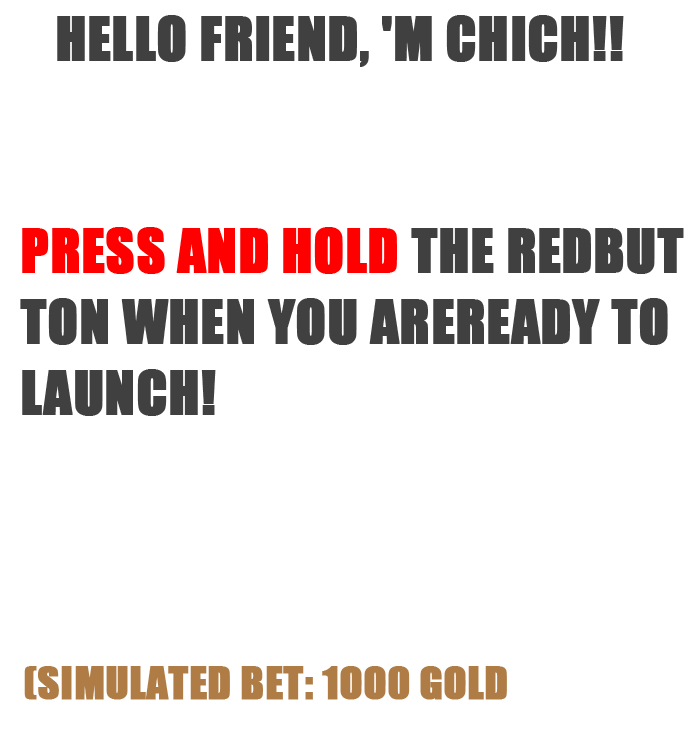 HELLO FRIEND, 'M CHICH!!
PRESS AND HOLD THE REDBUT
TON WHEN YOU AREREADY TO
LAUNCH!
(SIMULATED BET: 1000 GOLD